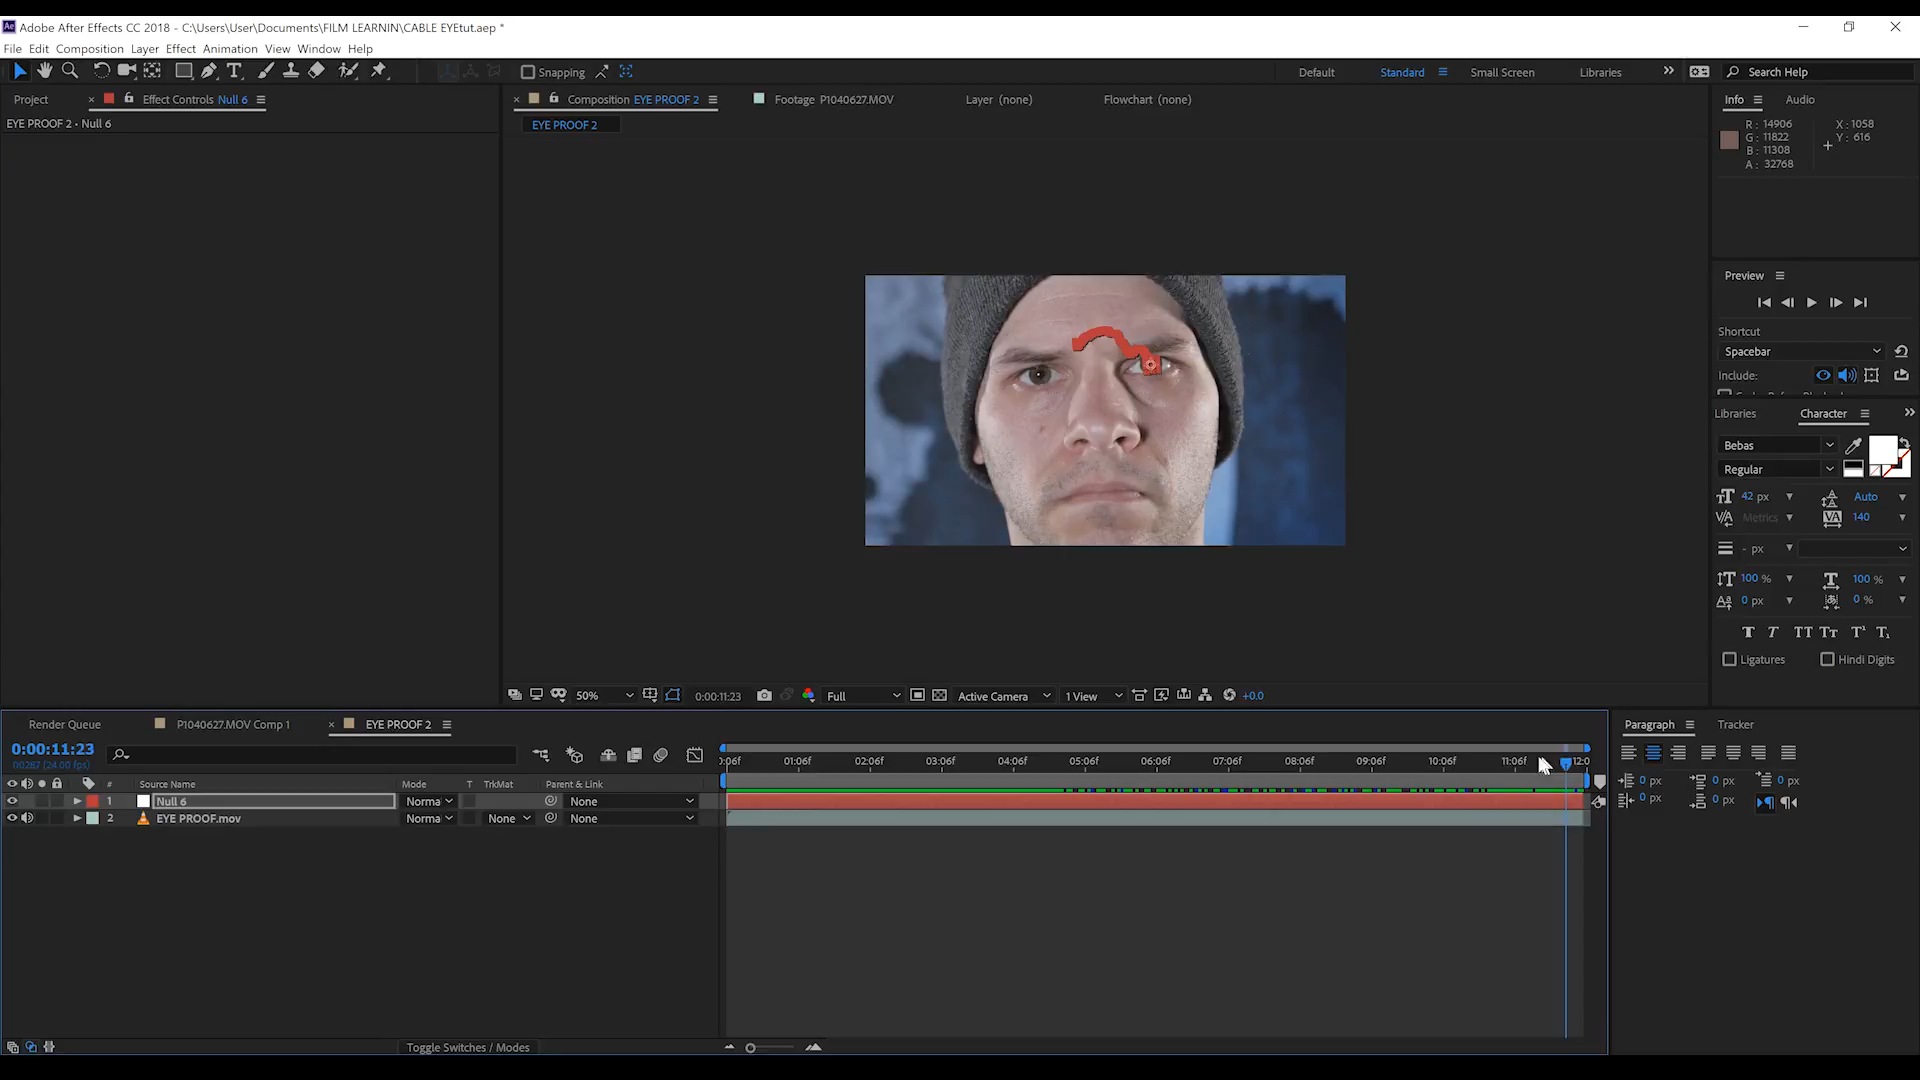 Adobe After Effects CC 2018 - C:\Users\User\Documents\FILM LEARNIN\CABLE EYEtut.aep *
File Edit Composition Layer Effect Animation View Window Help
Snapping
Default
Standard
Small Screen
Libraries
Search Help
Project
Effect Controls Null 6
Composition EYE PROOF 2
Footage P1040627.MOV
Layer (none)
Flowchart (none)
Info
Audio
EYE PROOF 2 • Null 6
EYE PROOF 2
R: 14906
G: 11822
B: 11308
A: 32768
X: 1058
Y: 616
Preview
Shortcut
Spacebar
Include:
Libraries
Character
Bebas
Regular
42 px
Auto
Metrics
140
- px
100 %
100 %
0 px
0 %
Ligatures
Hindi Digits
50%
0:00:11:23
Full
Active Camera
1 View
+0.0
Render Queue
P1040627.MOV Comp 1
EYE PROOF 2
0:00:11:23
00287 (24.00 fps)
# Source Name Mode T TrkMat Parent & Link
1 Null 6 Norma None
2 EYE PROOF.mov Norma None None
0:06f 01:06f 02:06f 03:06f 04:06f 05:06f 06:06f 07:06f 08:06f 09:06f 10:06f 11:06f 12:0
Toggle Switches / Modes
Paragraph
Tracker
0 px
0 px
0 px
0 px
0 px